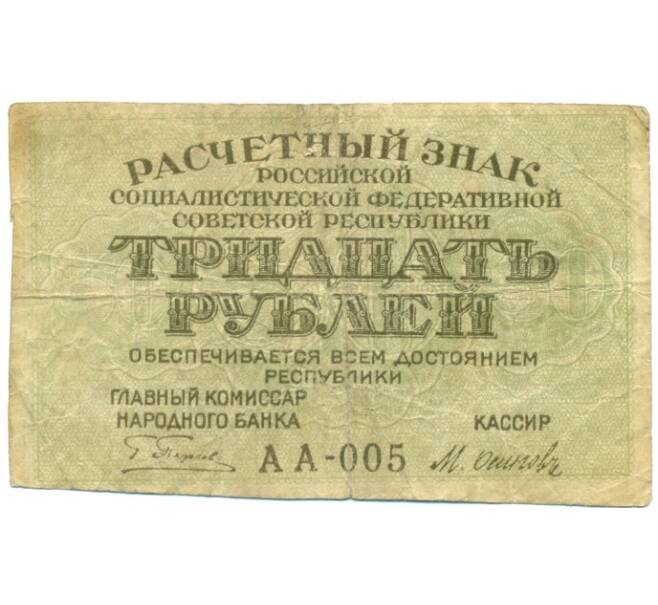 РАСЧЕТНЫЙ ЗНАК
РОССИЙСКОЙ
СОЦИАЛИСТИЧЕСКОЙ ФЕДЕРАТИВНОЙ
СОВЕТСКОЙ РЕСПУБЛИКИ
ТРИДЦАТЬ
РУБЛЕЙ
ОБЕСПЕЧИВАЕТСЯ ВСЕМ ДОСТОЯНИЕМ
РЕСПУБЛИКИ
ГЛАВНЫЙ КОМИССАР
НАРОДНОГО БАНКА КАССИР
АА-005 М. Осиповъ